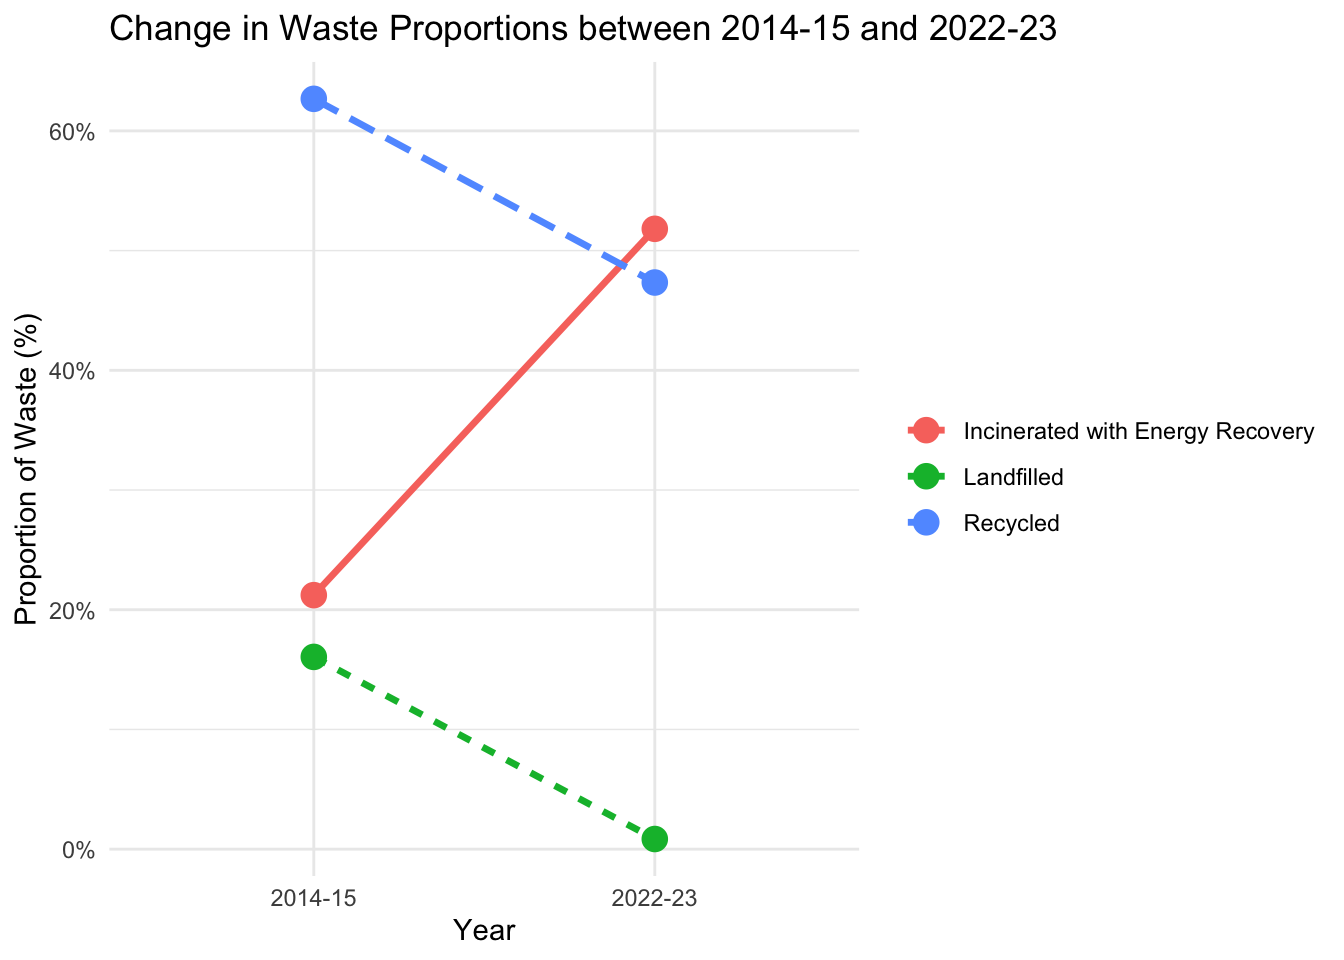 Change in Waste Proportions between 2014-15 and 2022-23
Proportion of Waste (%)
60%
40%
20%
0%
2014-15
2022-23
Year
Incinerated with Energy Recovery
Landfilled
Recycled